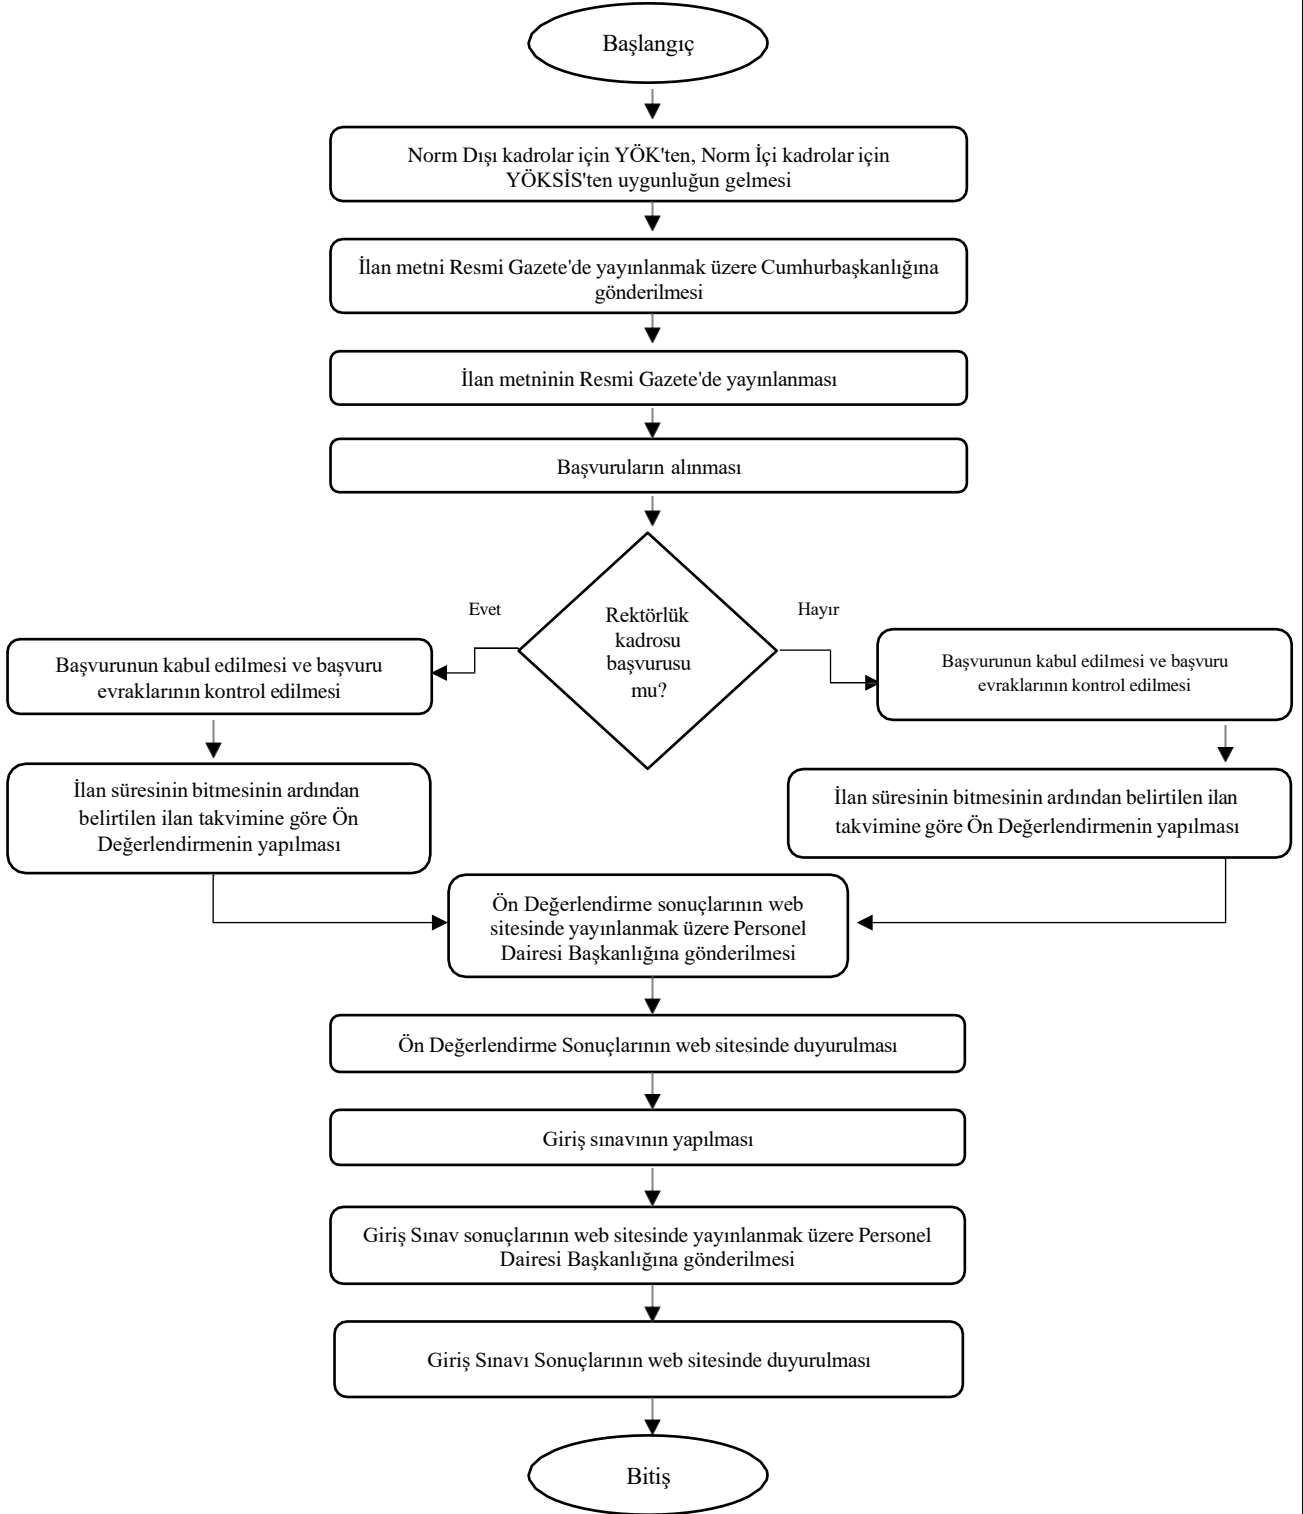 Başlangıç
Norm Dışı kadrolar için YÖK'ten, Norm İçi kadrolar için
YÖKSİS'ten uygunluğun gelmesi
İlan metni Resmi Gazete'de yayınlanmak üzere Cumhurbaşkanlığına
gönderilmesi
İlan metninin Resmi Gazete'de yayınlanması
Başvuruların alınması
Rektörlük
kadrosu
başvurusu
mu?
Evet
Hayır
Başvurunun kabul edilmesi ve başvuru
evraklarının kontrol edilmesi
Başvurunun kabul edilmesi ve başvuru
evraklarının kontrol edilmesi
İlan süresinin bitmesinin ardından
belirtilen ilan takvimine göre Ön
Değerlendirmenin yapılması
İlan süresinin bitmesinin ardından belirtilen ilan
takvimine göre Ön Değerlendirmenin yapılması
Ön Değerlendirme sonuçlarının web
sitesinde yayınlanmak üzere Personel
Dairesi Başkanlığına gönderilmesi
Ön Değerlendirme Sonuçlarının web sitesinde duyurulması
Giriş sınavının yapılması
Giriş Sınav sonuçlarının web sitesinde yayınlanmak üzere Personel
Dairesi Başkanlığına gönderilmesi
Giriş Sınavı Sonuçlarının web sitesinde duyurulması
Bitiş